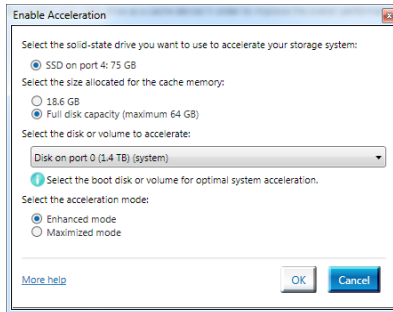 Enable Acceleration
Select the solid-state drive you want to use to accelerate your storage system:
SSD on port 4: 75 GB
Select the size allocated for the cache memory:
18.6 GB
Full disk capacity (maximum 64 GB)
Select the disk or volume to accelerate:
Disk on port 0 (1.4 TB) (system)
Select the boot disk or volume for optimal system acceleration.
Select the acceleration mode:
Enhanced mode
Maximized mode
More help
OK
Cancel